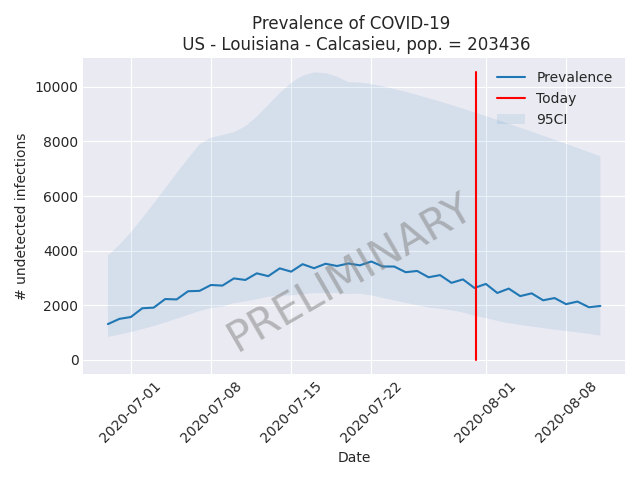 Prevalence of COVID-19
US - Louisiana - Calcasieu, pop. = 203436
# undetected infections
10000
8000
6000
4000
2000
0
Prevalence
Today
95CI
PRELIMINARY
2020-07-01
2020-07-08
2020-07-15
2020-07-22
2020-08-01
2020-08-08
Date